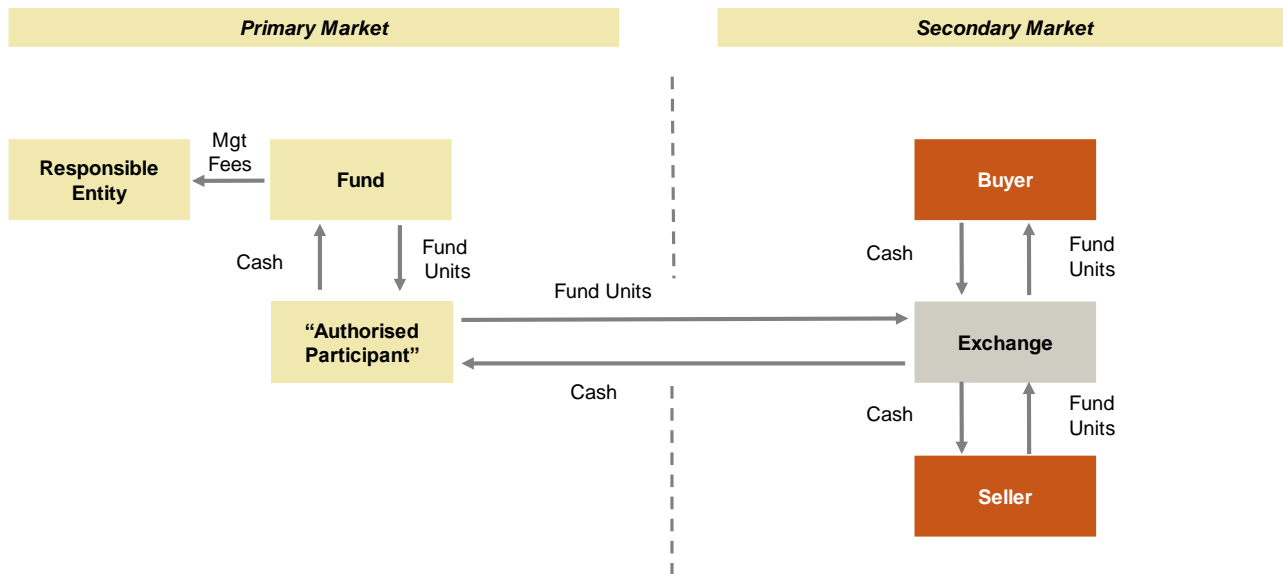 Primary Market
Secondary Market
Mgt
Fees
Responsible
Entity
Fund
Buyer
Cash
Fund
Units
Cash
Fund
Units
Fund Units
“Authorised
Participant”
Exchange
Cash
Cash
Fund
Units
Seller